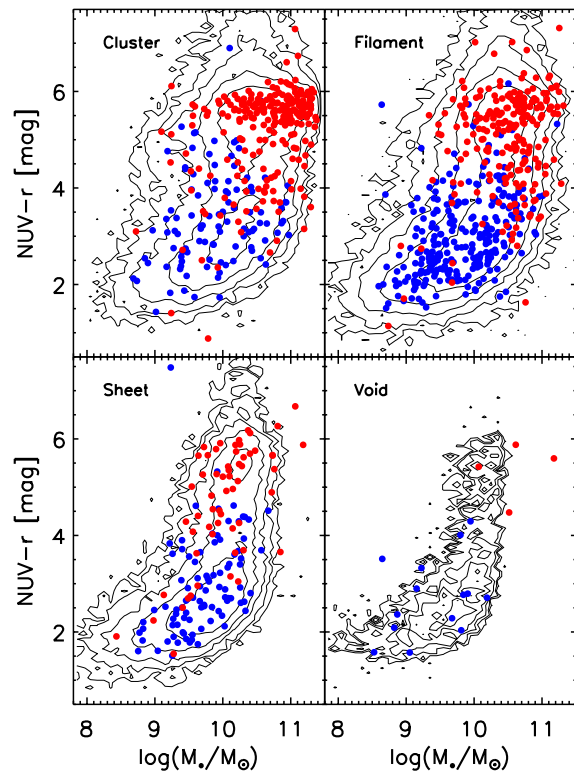 Cluster
Filament
NUV−r [mag]
6
4
2
Sheet
Void
NUV−r [mag]
6
4
2
8 9 10 11 8 9 10 11
log(M⋆/M⊙) log(M⋆/M⊙)